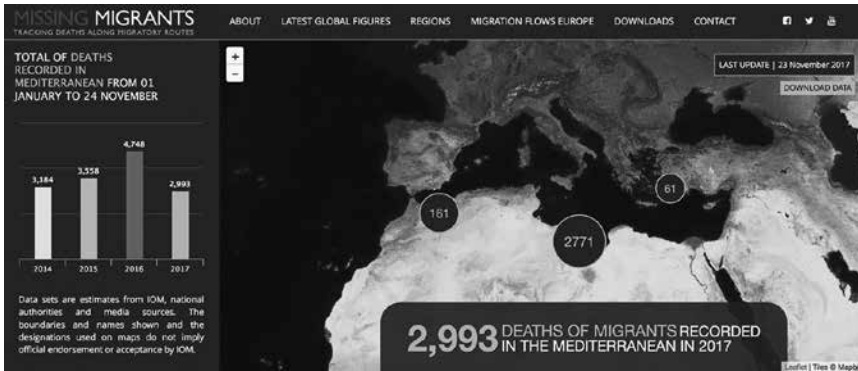 MISSING MIGRANTS
TRACKING DEATHS ALONG MIGRATORY ROUTES
ABOUT
LATEST GLOBAL FIGURES
REGIONS
MIGRATION FLOWS EUROPE
DOWNLOADS
CONTACT
TOTAL OF DEATHS
RECORDED IN
MEDITERRANEAN FROM 01
JANUARY TO 24 NOVEMBER
3,184
3,558
4,748
2,993
2014
2015
2016
2017
Data sets are estimates from IOM, national
authorities and media sources. The
boundaries and names shown and the
designations used on maps do not imply
official endorsement or acceptance by IOM.
+
−
LAST UPDATE | 23 November 2017
DOWNLOAD DATA
161
2771
61
2,993 DEATHS OF MIGRANTS RECORDED
IN THE MEDITERRANEAN IN 2017
Leaflet | Tiles © Mapb